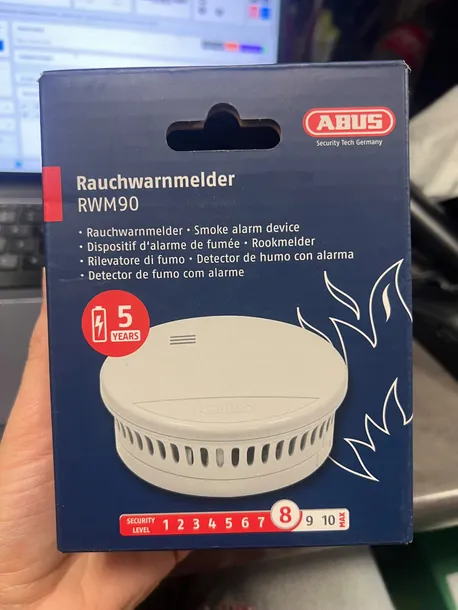 ABUS
Security Tech Germany
Rauchwarnmelder
RWM90
· Rauchwarnmelder · Smoke alarm device
· Dispositif d'alarme de fumée · Rookmelder
· Rilevatore di fumo · Detector de humo con alarma
· Detector de fumo com alarme
5
YEARS
SECURITY LEVEL 1 2 3 4 5 6 7 8 9 10 MAX